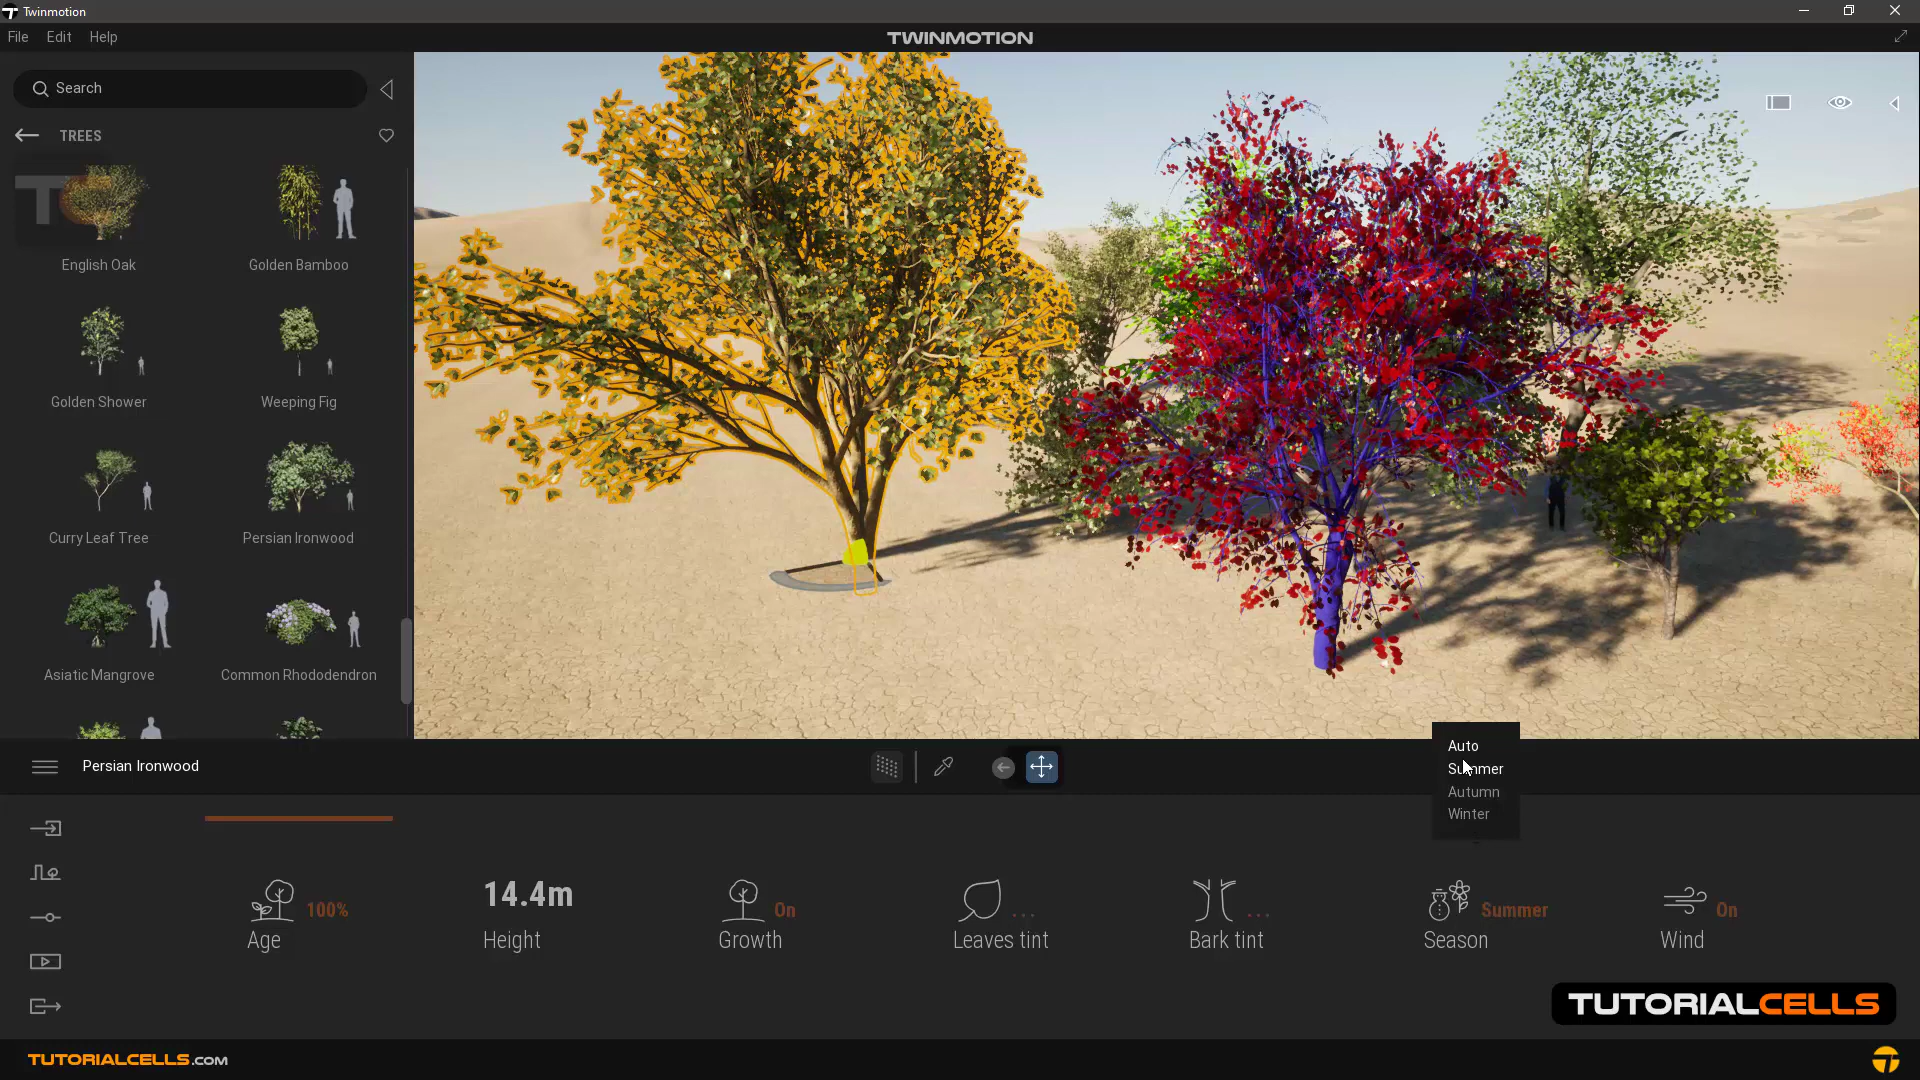 Twinmotion
File Edit Help
TWINMOTION
Search
TREES
TC
English Oak
Golden Bamboo
Golden Shower
Weeping Fig
Curry Leaf Tree
Persian Ironwood
Asiatic Mangrove
Common Rhododendron
Persian Ironwood
Auto
Summer
Autumn
Winter
100%
Age
14.4m
Height
On
Growth
...
Leaves tint
...
Bark tint
Summer
Season
On
Wind
TUTORIALCELLS
TUTORIALCELLS.COM